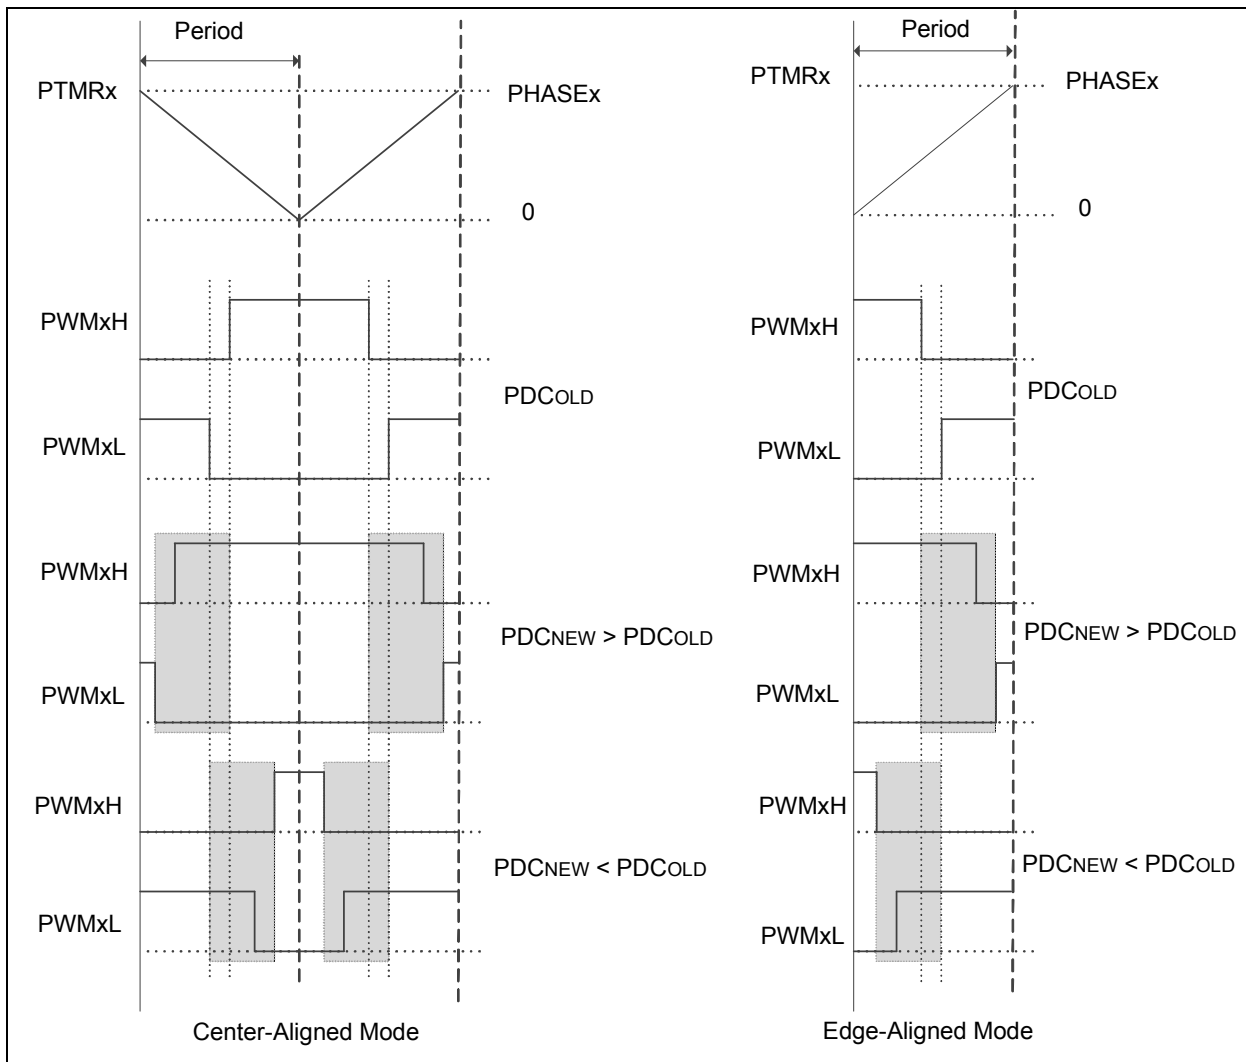 Period
PTMRx
PHASEx
0
PWMxH
PDCOLD
PWMxL
PWMxH
PDCNEW > PDCOLD
PWMxL
PWMxH
PDCNEW < PDCOLD
PWMxL
Center-Aligned Mode
Period
PTMRx
PHASEx
0
PWMxH
PDCOLD
PWMxL
PWMxH
PDCNEW > PDCOLD
PWMxL
PWMxH
PDCNEW < PDCOLD
PWMxL
Edge-Aligned Mode